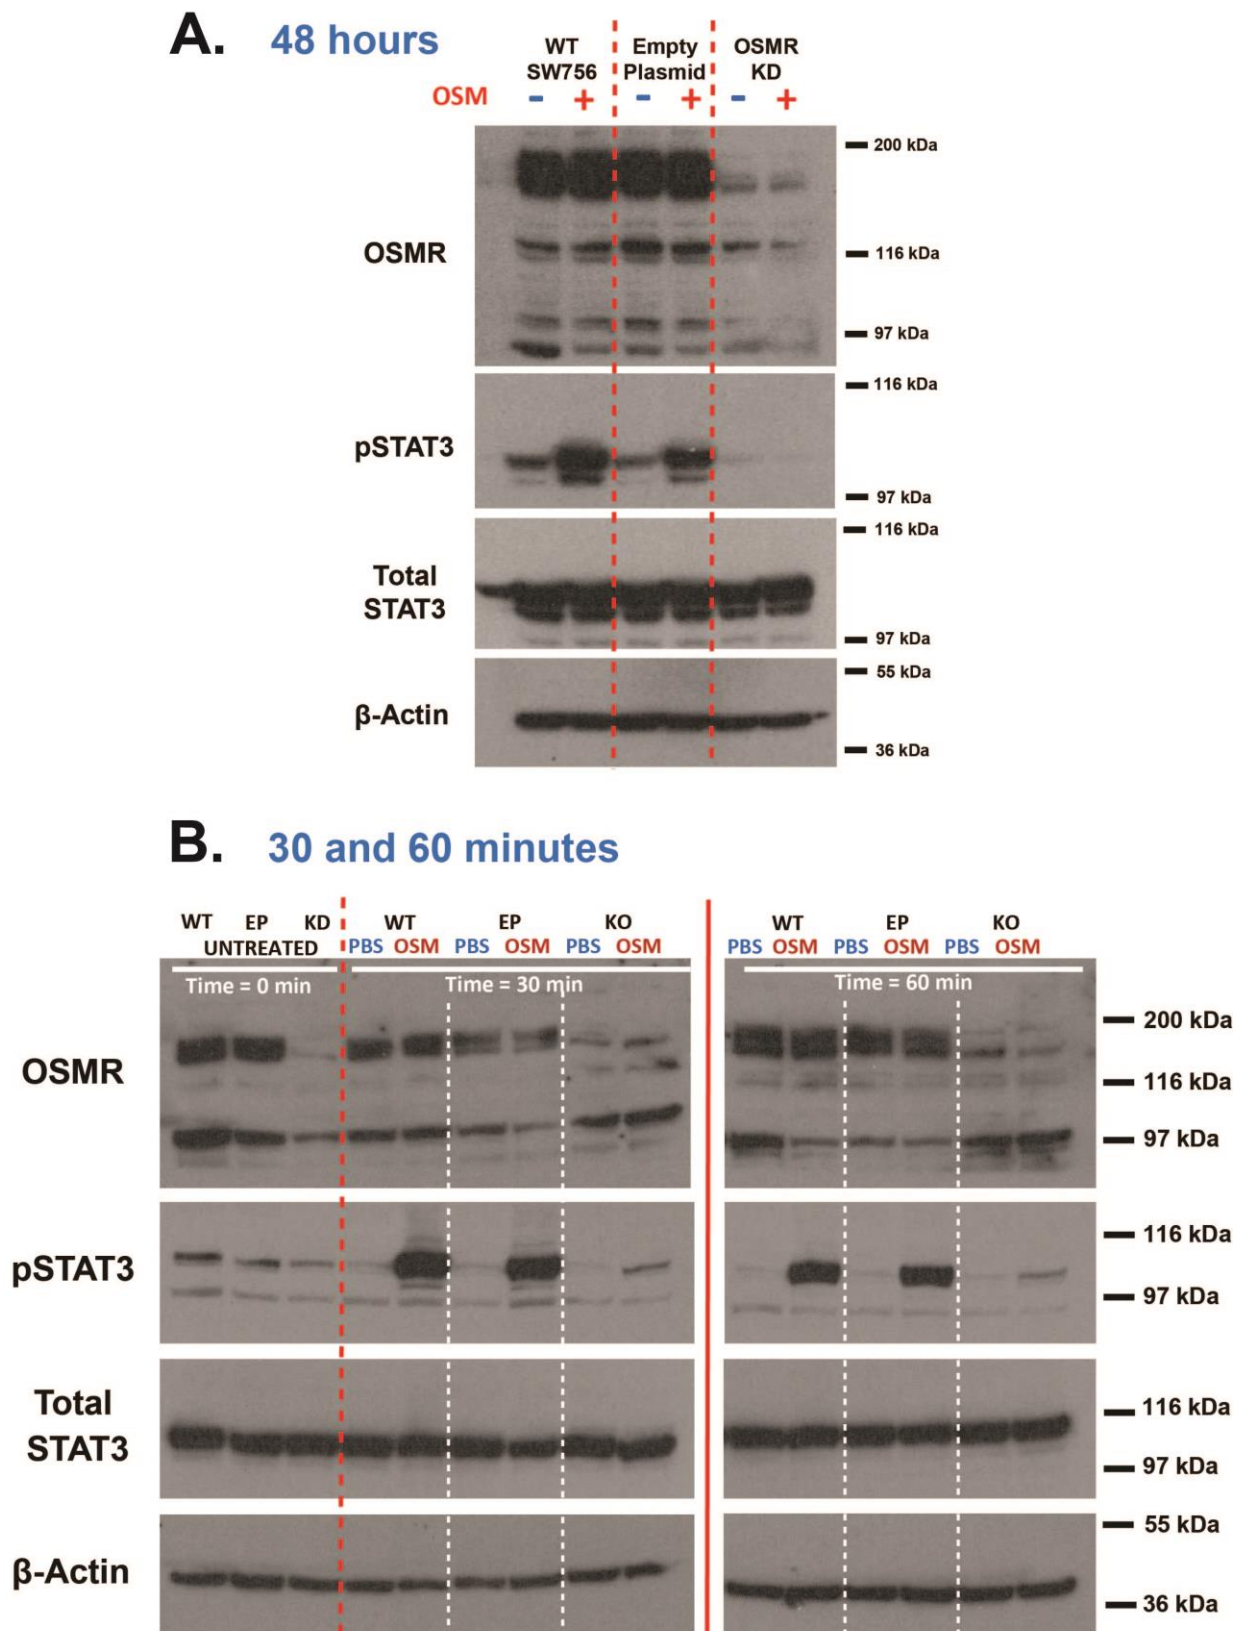 A. 48 hours
WT Empty OSMR
SW756 Plasmid KD
OSM - + - + - +
200 kDa
OSMR
116 kDa
97 kDa
116 kDa
pSTAT3
97 kDa
116 kDa
Total
STAT3
97 kDa
55 kDa
β-Actin
36 kDa
B. 30 and 60 minutes
WT EP KD WT EP KO WT EP KO
UNTREATED PBS OSM PBS OSM PBS OSM PBS OSM PBS OSM PBS OSM
Time = 0 min Time = 30 min Time = 60 min
200 kDa
OSMR
116 kDa
97 kDa
116 kDa
pSTAT3
97 kDa
Total
116 kDa
STAT3
97 kDa
55 kDa
β-Actin
36 kDa